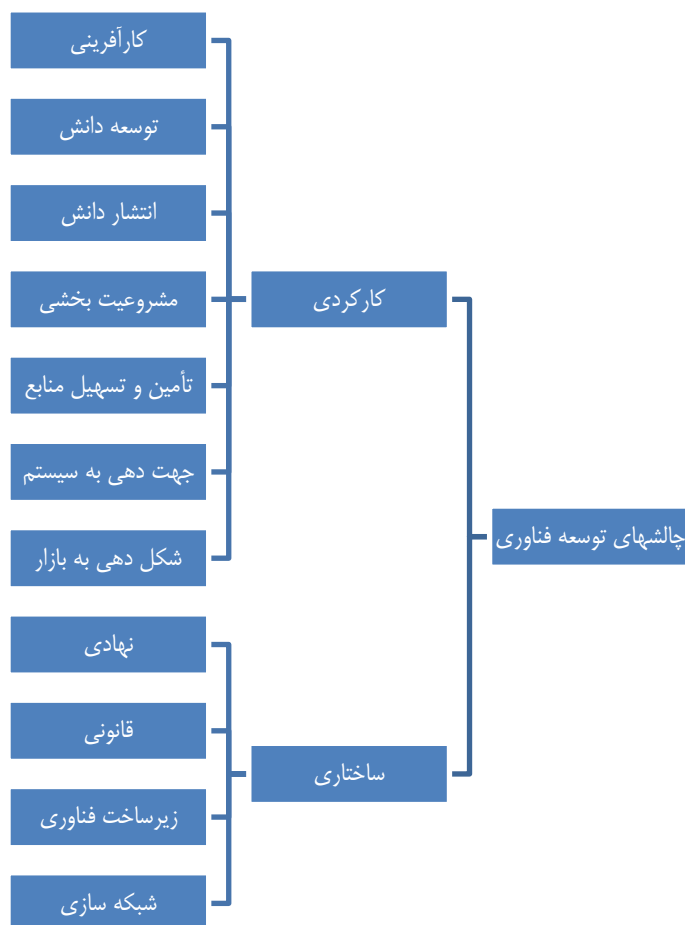 چالشهای توسعه فناوری
کارکردی
کارآفرینی
توسعه دانش
انتشار دانش
مشروعیت بخشی
تأمین و تسهیل منابع
جهت دهی به سیستم
شکل دهی به بازار
ساختاری
نهادی
قانونی
زیرساخت فناوری
شبکه سازی